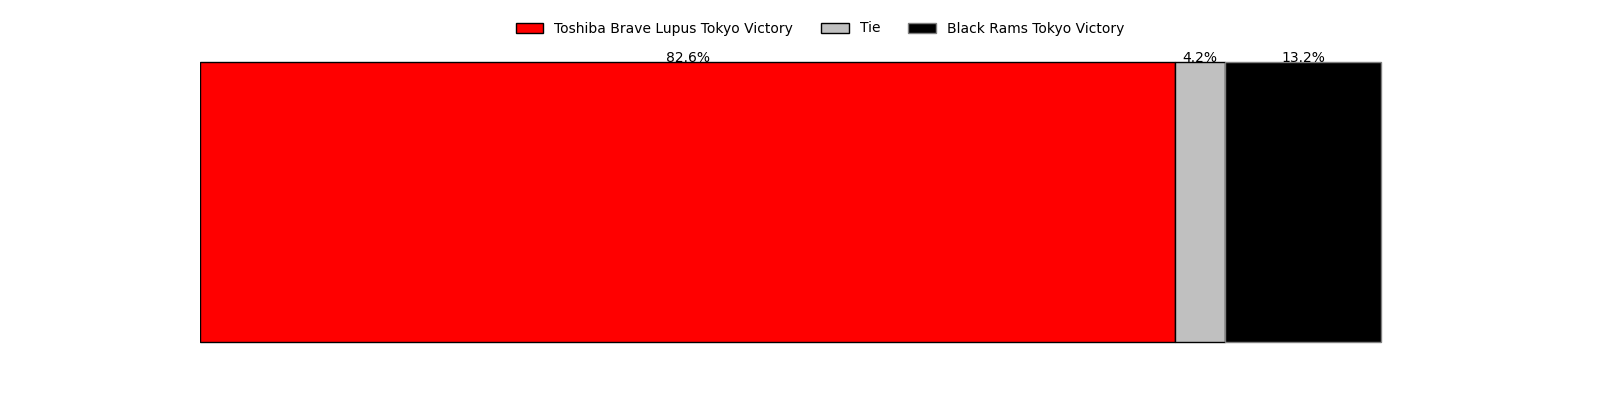 Toshiba Brave Lupus Tokyo Victory Tie Black Rams Tokyo Victory
82.6% 4.2% 13.2%